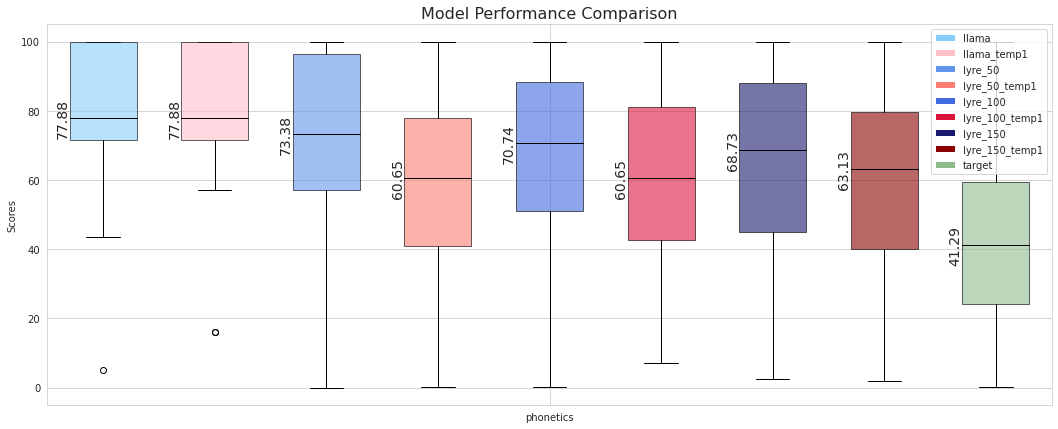 Model Performance Comparison
100
80
60
40
20
0
Scores
77.88
77.88
73.38
60.65
70.74
60.65
68.73
63.13
41.29
llama
llama_temp1
lyre_50
lyre_50_temp1
lyre_100
lyre_100_temp1
lyre_150
lyre_150_temp1
target
phonetics